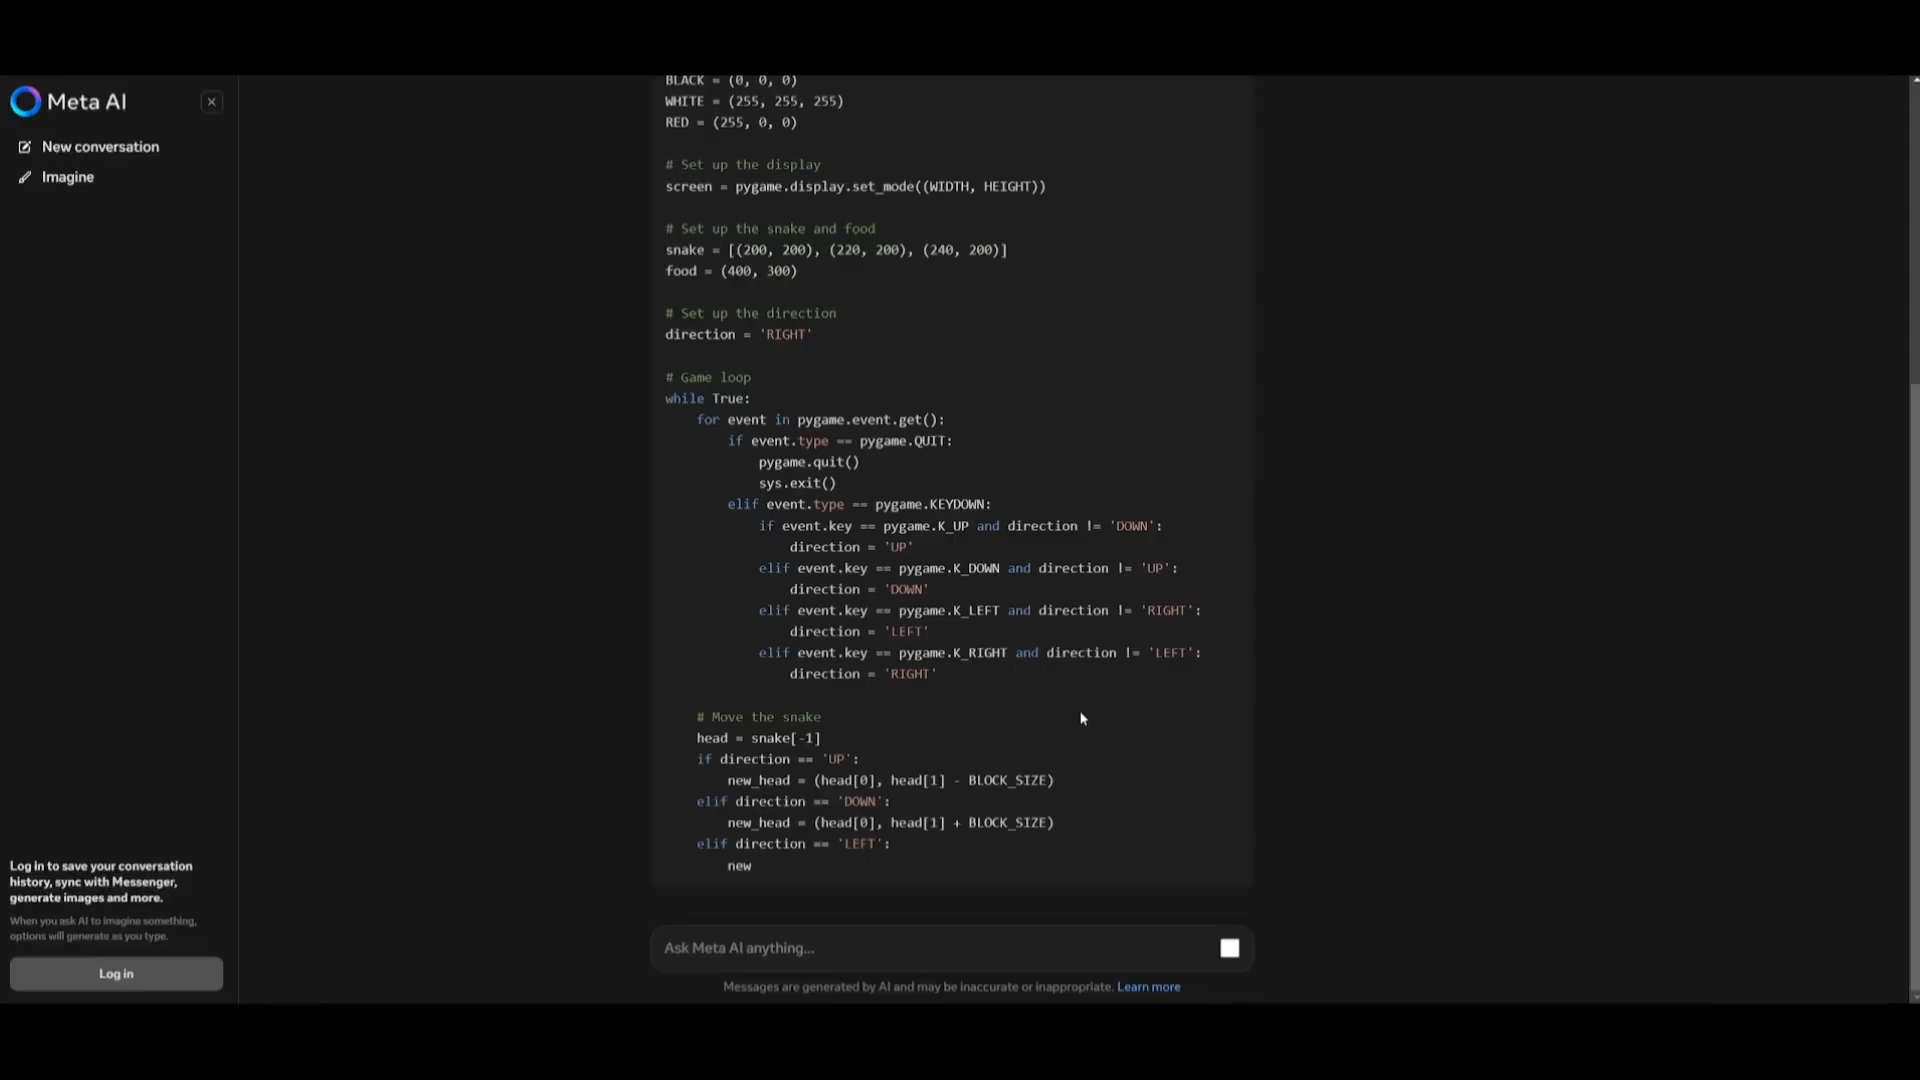 Meta AI
New conversation
Imagine
BLACK = (0, 0, 0)
WHITE = (255, 255, 255)
RED = (255, 0, 0)
# Set up the display
screen = pygame.display.set_mode((WIDTH, HEIGHT))
# Set up the snake and food
snake = [(200, 200), (220, 200), (240, 200)]
food = (400, 300)
# Set up the direction
direction = 'RIGHT'
# Game loop
while True:
    for event in pygame.event.get():
        if event.type == pygame.QUIT:
            pygame.quit()
            sys.exit()
        elif event.type == pygame.KEYDOWN:
            if event.key == pygame.K_UP and direction != 'DOWN':
                direction = 'UP'
            elif event.key == pygame.K_DOWN and direction != 'UP':
                direction = 'DOWN'
            elif event.key == pygame.K_LEFT and direction != 'RIGHT':
                direction = 'LEFT'
            elif event.key == pygame.K_RIGHT and direction != 'LEFT':
                direction = 'RIGHT'
    # Move the snake
    head = snake[-1]
    if direction == 'UP':
        new_head = (head[0], head[1] - BLOCK_SIZE)
    elif direction == 'DOWN':
        new_head = (head[0], head[1] + BLOCK_SIZE)
    elif direction == 'LEFT':
        new
Log in to save your conversation
history, sync with Messenger,
generate images and more.
When you ask AI to imagine something,
options will generate as you type.
Log in
Ask Meta AI anything...
Messages are generated by AI and may be inaccurate or inappropriate. Learn more